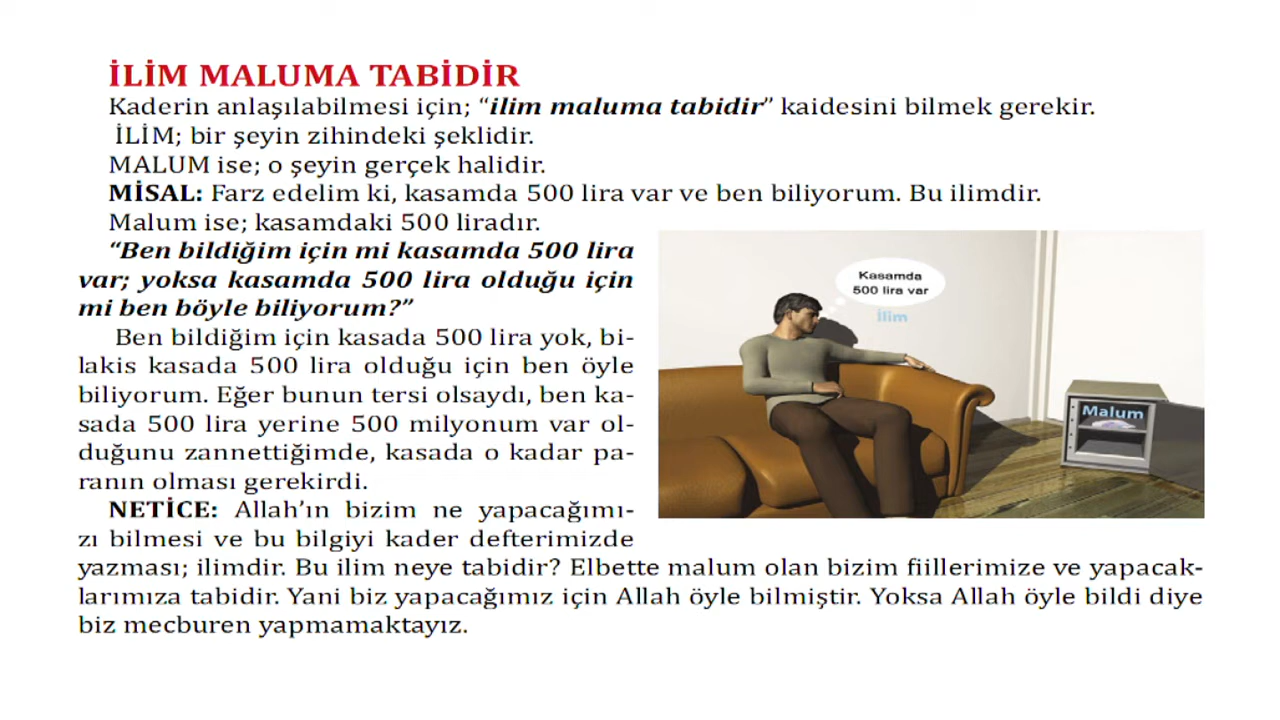 İLİM MALUMA TABİDİR
Kaderin anlaşılabilmesi için; “ilim maluma tabidir” kaidesini bilmek gerekir.
İLİM; bir şeyin zihindeki şeklidir.
MALUM ise; o şeyin gerçek halidir.
MİSAL: Farz edelim ki, kasamda 500 lira var ve ben biliyorum. Bu ilimdir.
Malum ise; kasamdaki 500 liradır.
“Ben bildiğim için mi kasamda 500 lira
var; yoksa kasamda 500 lira olduğu için
mi ben böyle biliyorum?”
Ben bildiğim için kasada 500 lira yok, bi-
lakis kasada 500 lira olduğu için ben öyle
biliyorum. Eğer bunun tersi olsaydı, ben ka-
sada 500 lira yerine 500 milyonum var ol-
duğunu zannettiğimde, kasada o kadar pa-
ranın olması gerekirdi.
NETİCE: Allah’ın bizim ne yapacağımı-
zı bilmesi ve bu bilgiyi kader defterimizde
yazması; ilimdir. Bu ilim neye tabidir? Elbette malum olan bizim fiillerimize ve yapacak-
larımıza tabidir. Yani biz yapacağımız için Allah öyle bilmiştir. Yoksa Allah öyle bildi diye
biz mecburen yapmamaktayız.
Kasamda
500 lira var
İlim
Malum